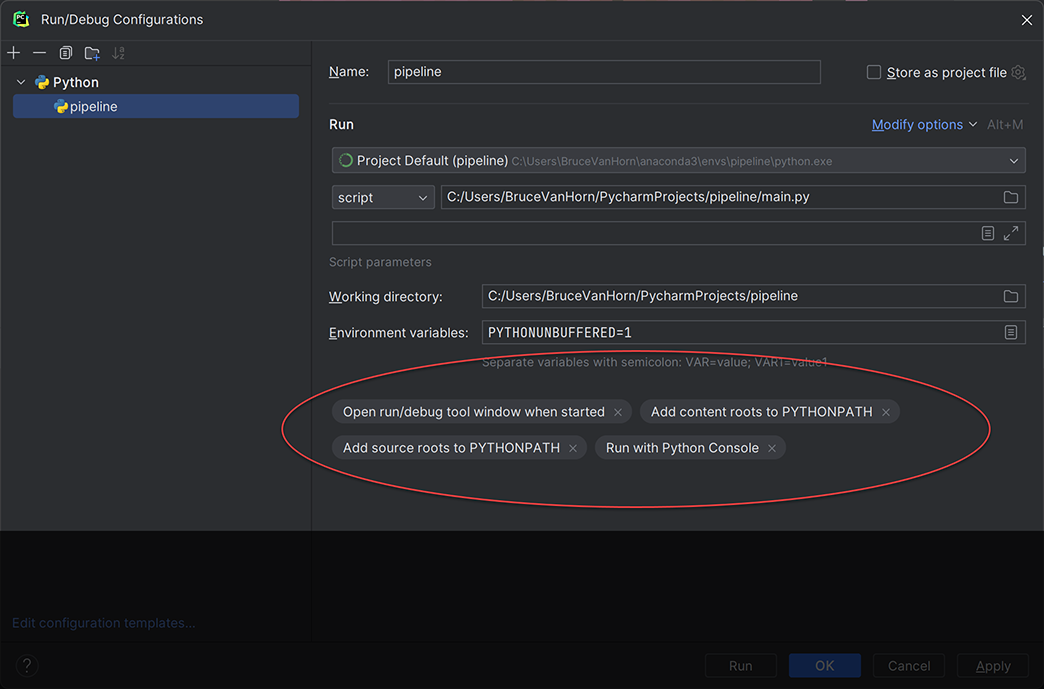 Run/Debug Configurations
Python
pipeline
Name: pipeline Store as project file
Run Modify options Alt+M
Project Default (pipeline) C:\Users\BruceVanHorn\anaconda3\envs\pipeline\python.exe
script C:/Users/BruceVanHorn/PycharmProjects/pipeline/main.py
Script parameters
Working directory: C:/Users/BruceVanHorn/PycharmProjects/pipeline
Environment variables: PYTHONUNBUFFERED=1
Separate variables with semicolon: VAR=value; VAR1=value1
Open run/debug tool window when started Add content roots to PYTHONPATH
Add source roots to PYTHONPATH Run with Python Console
Edit configuration templates...
? Run OK Cancel Apply